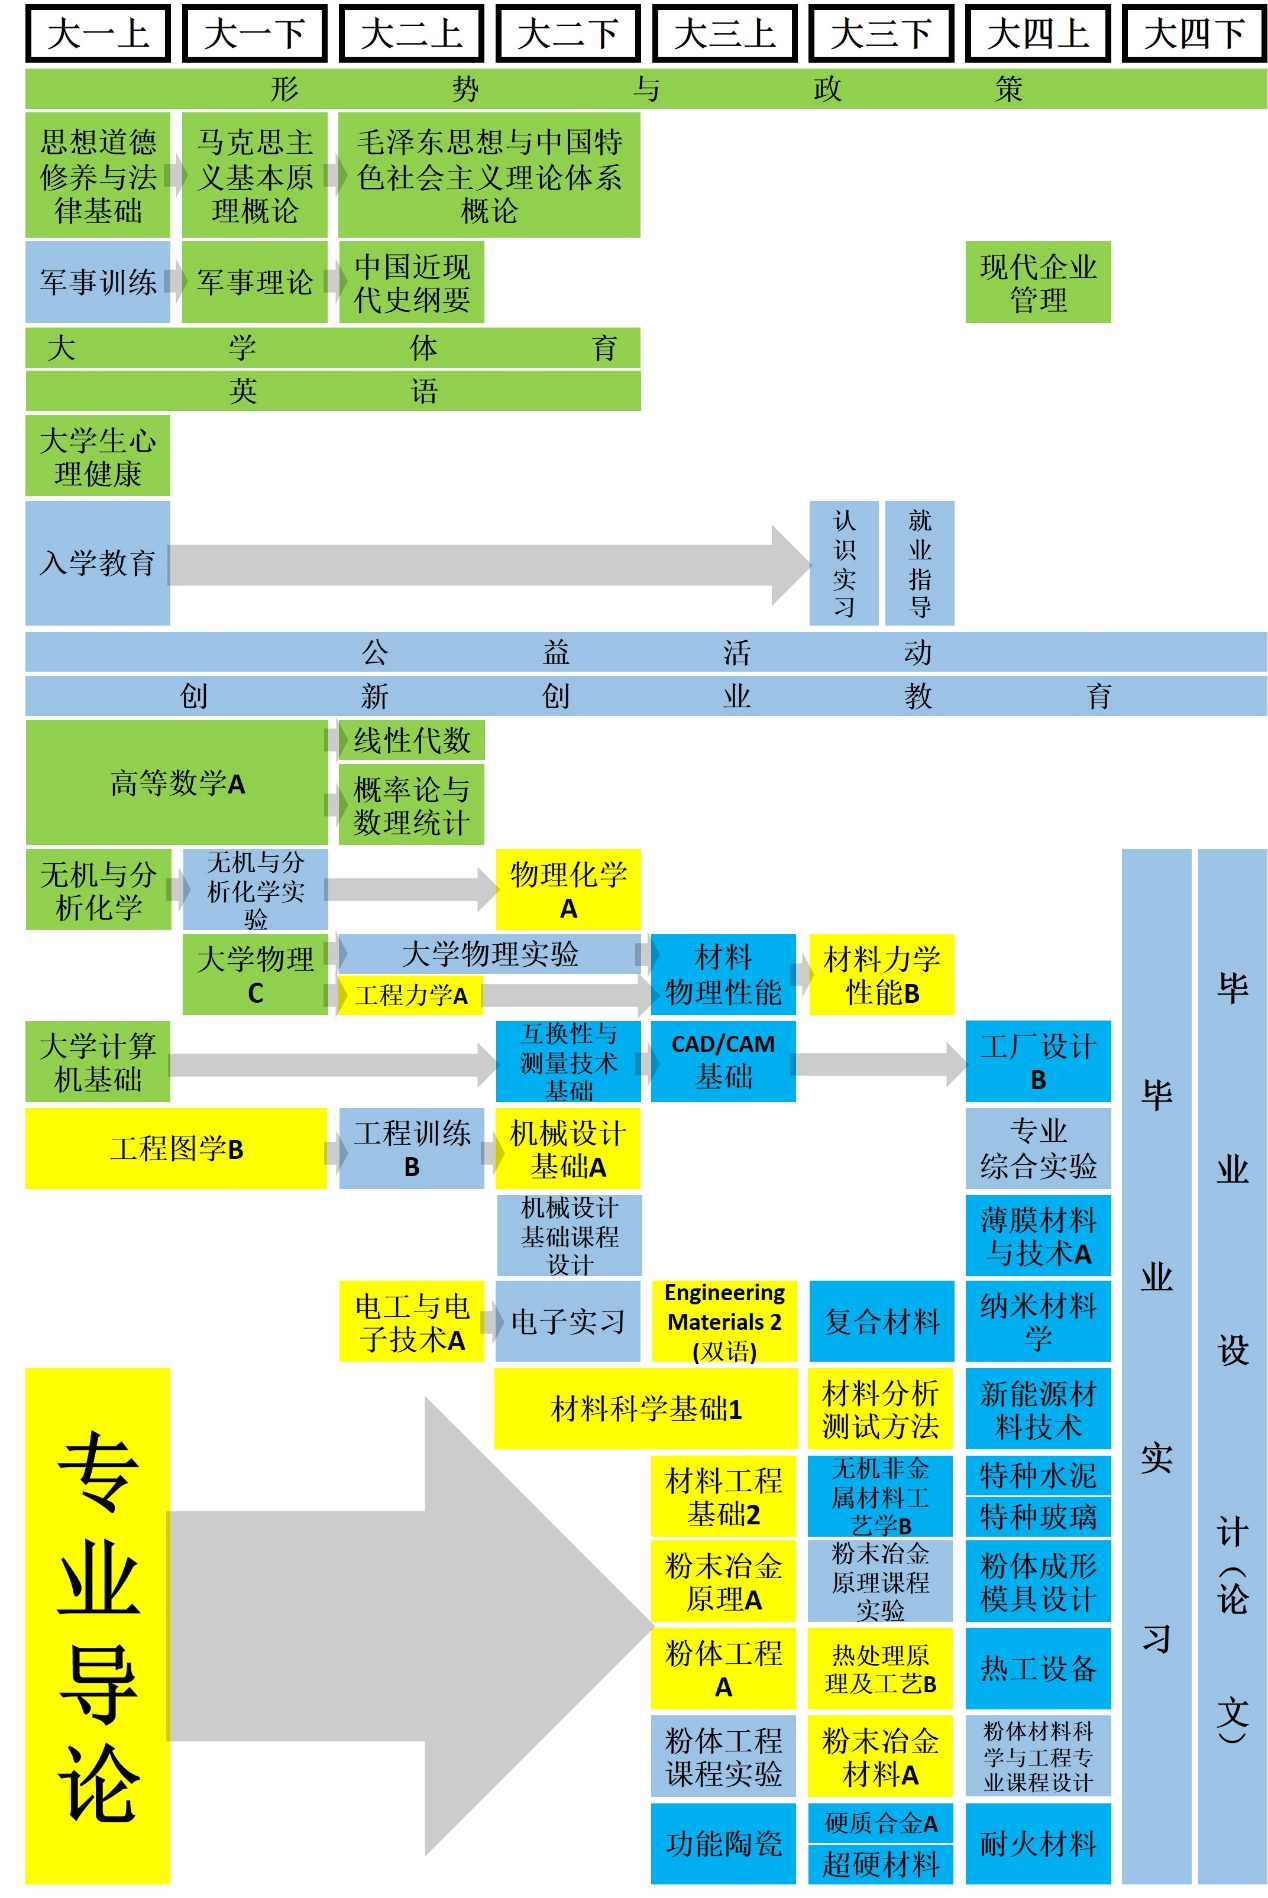 大一上 大一下 大二上 大二下 大三上 大三下 大四上 大四下
形势与政策
思想道德
修养与法
律基础
马克思主
义基本原
理概论
毛泽东思想与中国特
色社会主义理论体系
概论
军事训练
军事理论
中国近现
代史纲要
现代企业
管理
大学体育
英语
大学生心
理健康
入学教育
认
识
实
习
就
业
指
导
公益活动
创新创业教育
高等数学A
线性代数
概率论与
数理统计
无机与分
析化学
无机与分
析化学实
验
物理化学
A
大学物理
C
大学物理实验
工程力学A
材料
物理性能
材料力学
性能B
大学计算
机基础
互换性与
测量技术
基础
CAD/CAM
基础
工厂设计
B
工程图学B
工程训练
B
机械设计
基础A
专业
综合实验
机械设计
基础课程
设计
薄膜材料
与技术A
电工与电
子技术A
电子实习
Engineering
Materials 2
(双语)
复合材料
纳米材料
学
专
业
导
论
材料科学基础1
材料分析
测试方法
新能源材
料技术
材料工程
基础2
无机非金
属材料工
艺学B
特种水泥
特种玻璃
粉末冶金
原理A
粉末冶金
原理课程
实验
粉体成形
模具设计
粉体工程
A
热处理原
理及工艺B
热工设备
粉体工程
课程实验
粉末冶金
材料A
粉体材料科
学与工程专
业课程设计
功能陶瓷
硬质合金A
超硬材料
耐火材料
毕
业
实
习
毕
业
设
计
（
论
文
）